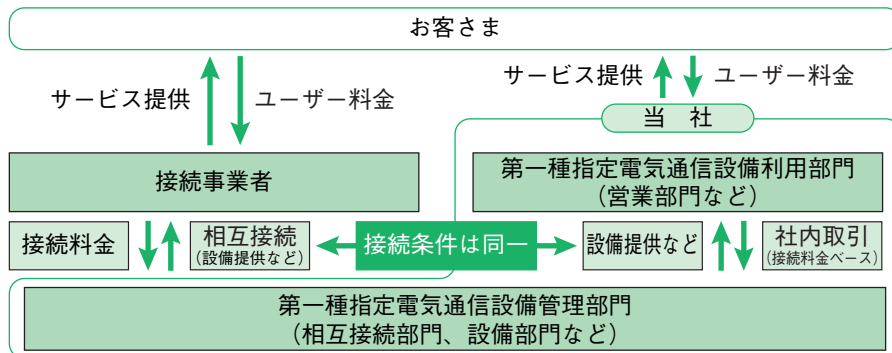 お客さま
サービス提供
ユーザー料金
サービス提供
ユーザー料金
当 社
接続事業者
第一種指定電気通信設備利用部門
（営業部門など）
接続料金
相互接続
（設備提供など）
接続条件は同一
設備提供など
社内取引
（接続料金ベース）
第一種指定電気通信設備管理部門
（相互接続部門、設備部門など）